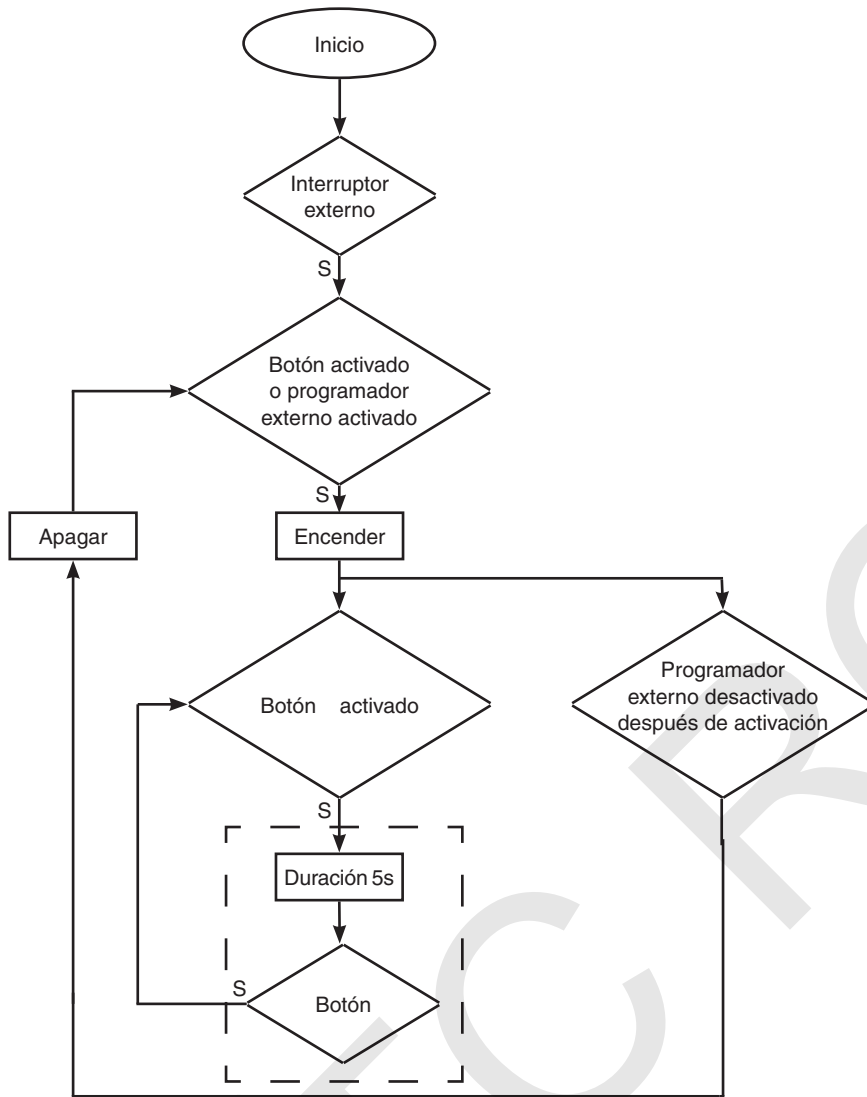 Inicio
Interruptor
externo
S
Botón activado
o programador
externo activado
S
Apagar
Encender
Botón activado
Programador
externo desactivado
después de activación
S
Duración 5s
S
Botón
TC R